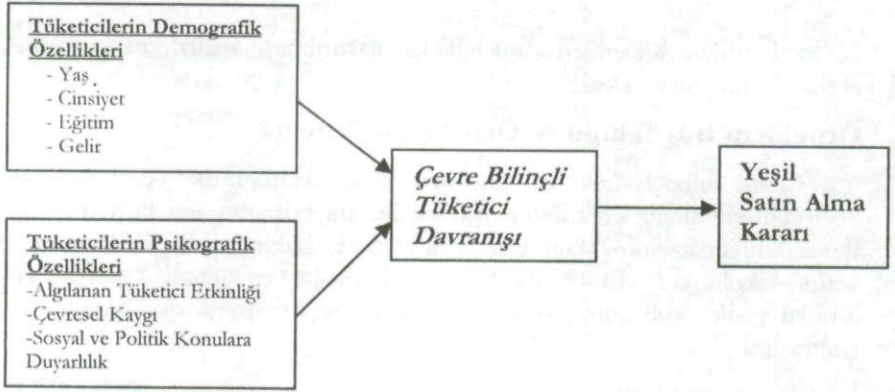 Tüketicilerin Demografik
Özellikleri
- Yaş
- Cinsiyet
- Eğitim
- Gelir
Tüketicilerin Psikografik
Özellikleri
-Algılanan Tüketici Etkinliği
-Çevresel Kaygı
-Sosyal ve Politik Konulara
Duyarlılık
Çevre Bilinçli
Tüketici
Davranışı
Yeşil
Satın Alma
Kararı